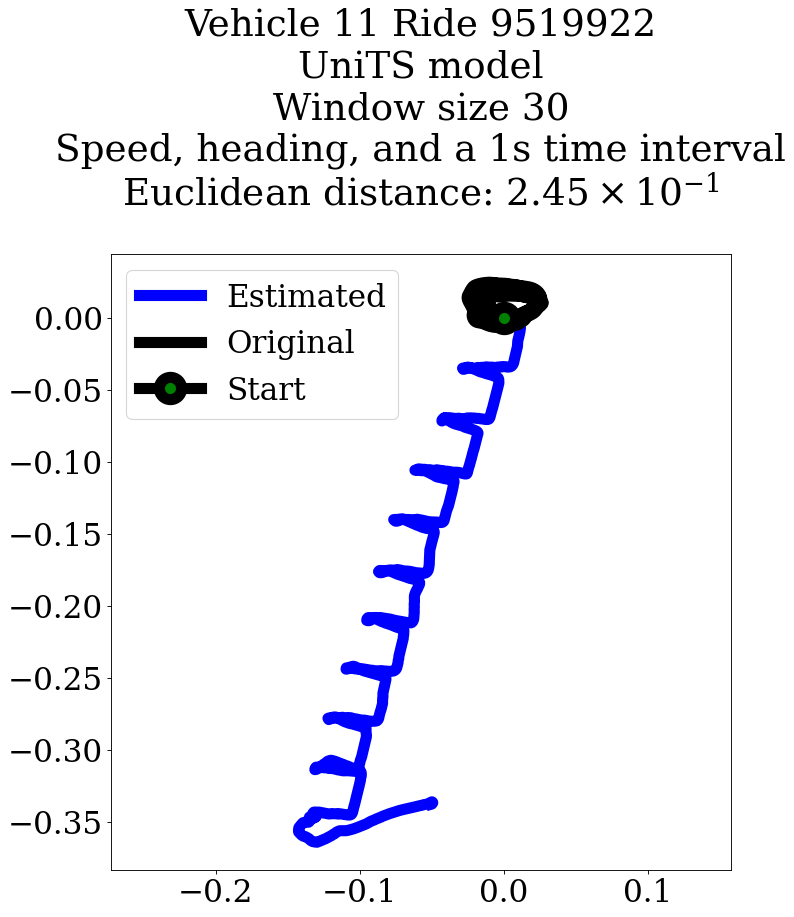 Vehicle 11 Ride 9519922
UniTS model
Window size 30
Speed, heading, and a 1s time interval
Euclidean distance: 2.45 × 10⁻¹
Estimated
Original
Start
0.00
−0.05
−0.10
−0.15
−0.20
−0.25
−0.30
−0.35
−0.2
−0.1
0.0
0.1